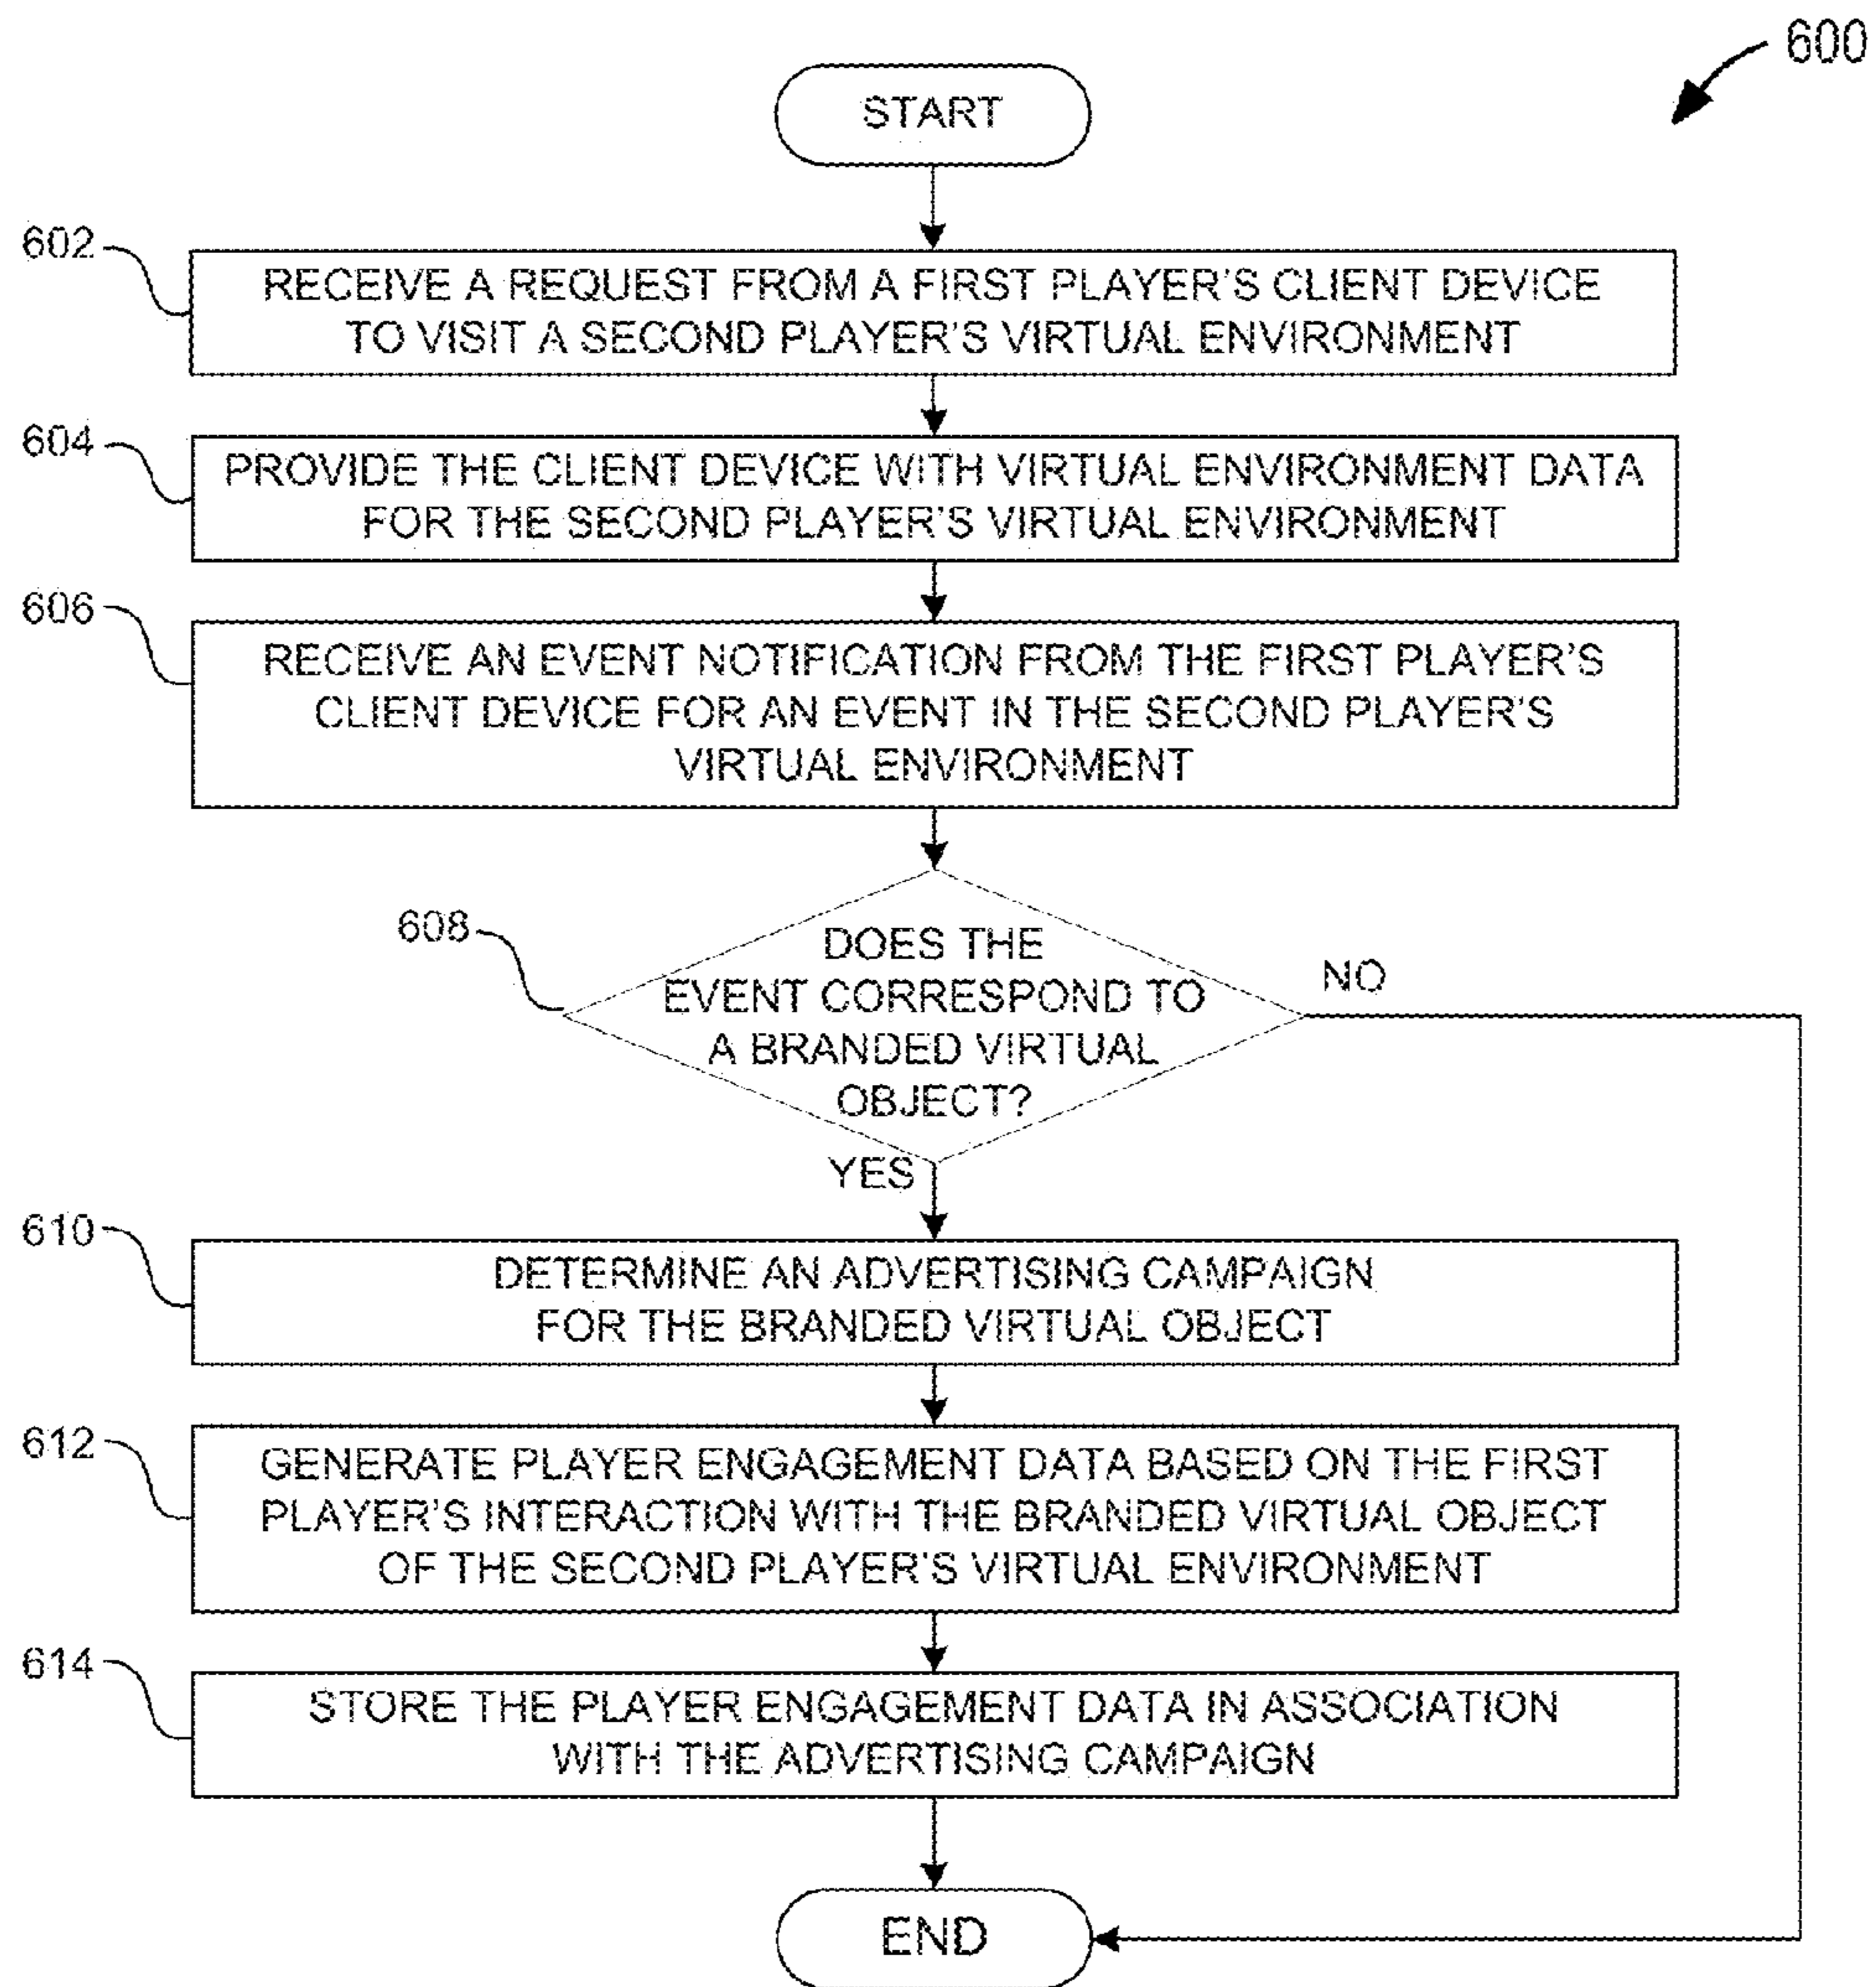 600
START
602
RECEIVE A REQUEST FROM A FIRST PLAYER'S CLIENT DEVICE
TO VISIT A SECOND PLAYER'S VIRTUAL ENVIRONMENT
604
PROVIDE THE CLIENT DEVICE WITH VIRTUAL ENVIRONMENT DATA
FOR THE SECOND PLAYER'S VIRTUAL ENVIRONMENT
606
RECEIVE AN EVENT NOTIFICATION FROM THE FIRST PLAYER'S
CLIENT DEVICE FOR AN EVENT IN THE SECOND PLAYER'S
VIRTUAL ENVIRONMENT
608
DOES THE
EVENT CORRESPOND TO
A BRANDED VIRTUAL
OBJECT?
NO
YES
610
DETERMINE AN ADVERTISING CAMPAIGN
FOR THE BRANDED VIRTUAL OBJECT
612
GENERATE PLAYER ENGAGEMENT DATA BASED ON THE FIRST
PLAYER'S INTERACTION WITH THE BRANDED VIRTUAL OBJECT
OF THE SECOND PLAYER'S VIRTUAL ENVIRONMENT
614
STORE THE PLAYER ENGAGEMENT DATA IN ASSOCIATION
WITH THE ADVERTISING CAMPAIGN
END